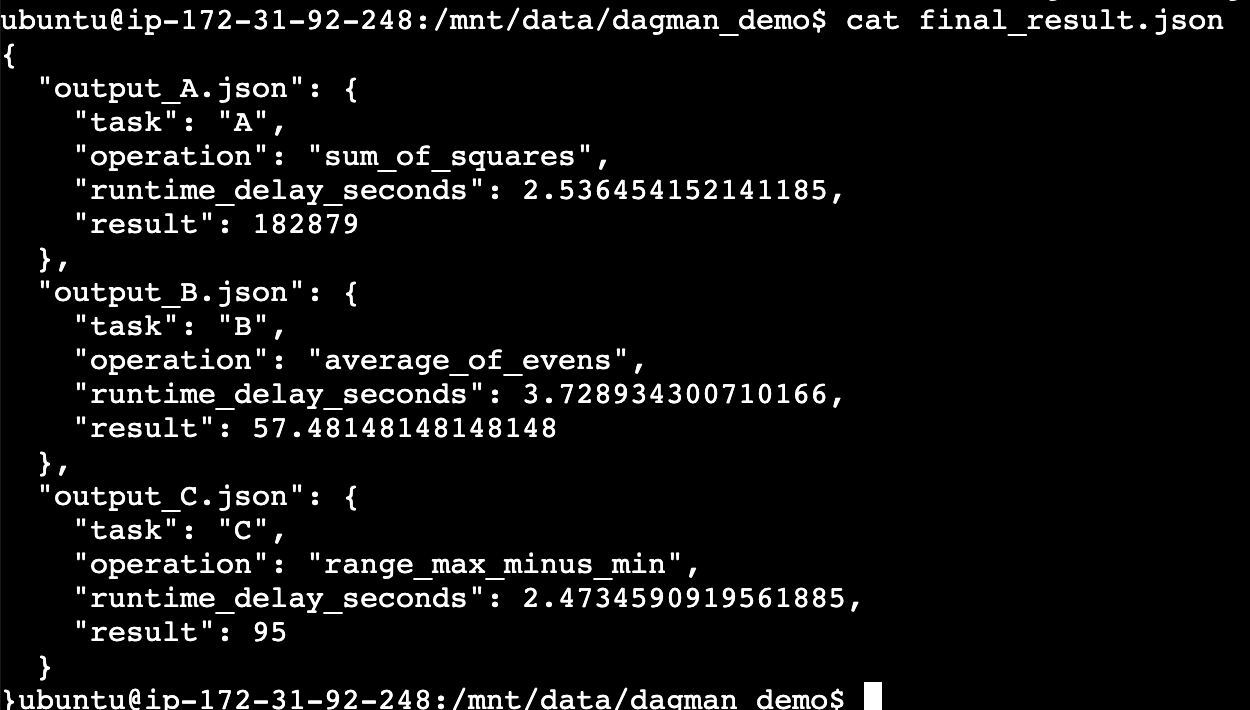 ubuntu@ip-172-31-92-248:/mnt/data/dagman_demo$ cat final_result.json
{
  "output_A.json": {
    "task": "A",
    "operation": "sum_of_squares",
    "runtime_delay_seconds": 2.536454152141185,
    "result": 182879
  },
  "output_B.json": {
    "task": "B",
    "operation": "average_of_evens",
    "runtime_delay_seconds": 3.728934300710166,
    "result": 57.48148148148148
  },
  "output_C.json": {
    "task": "C",
    "operation": "range_max_minus_min",
    "runtime_delay_seconds": 2.4734590919561885,
    "result": 95
  }
}ubuntu@ip-172-31-92-248:/mnt/data/dagman_demo$